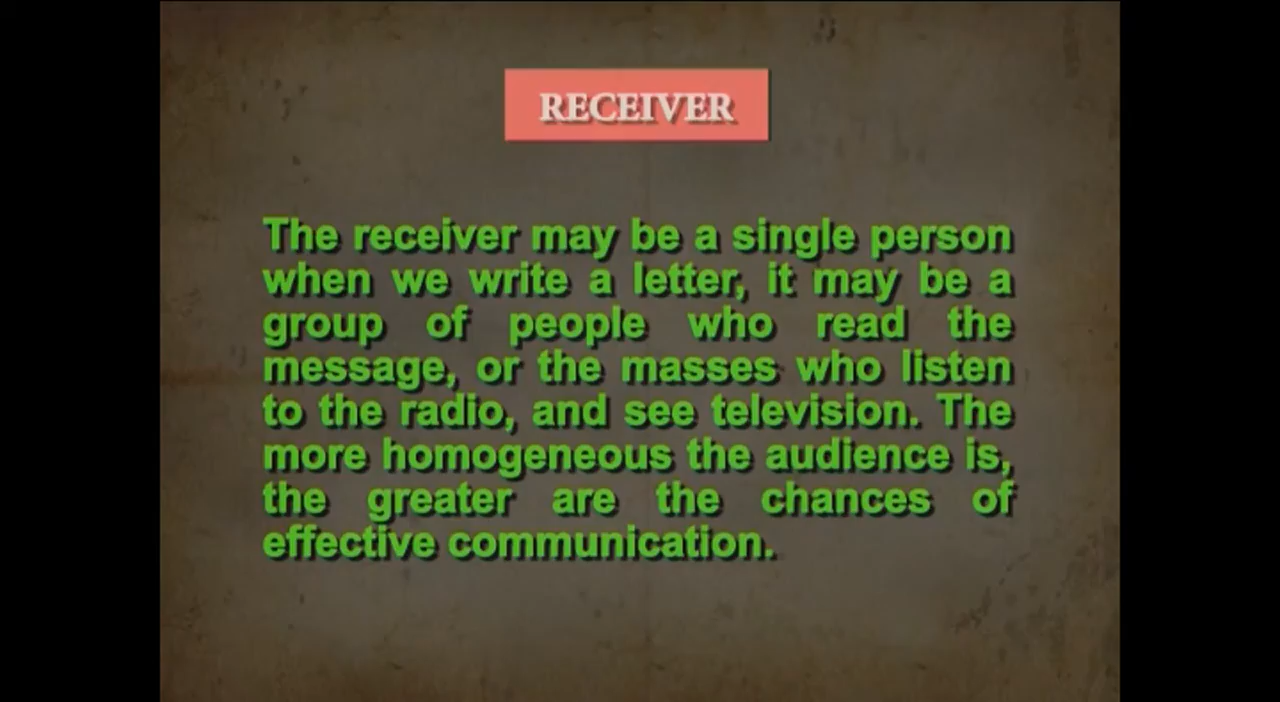 RECEIVER
The receiver may be a single person
when we write a letter, it may be a
group of people who read the
message, or the masses who listen
to the radio, and see television. The
more homogeneous the audience is,
the greater are the chances of
effective communication.